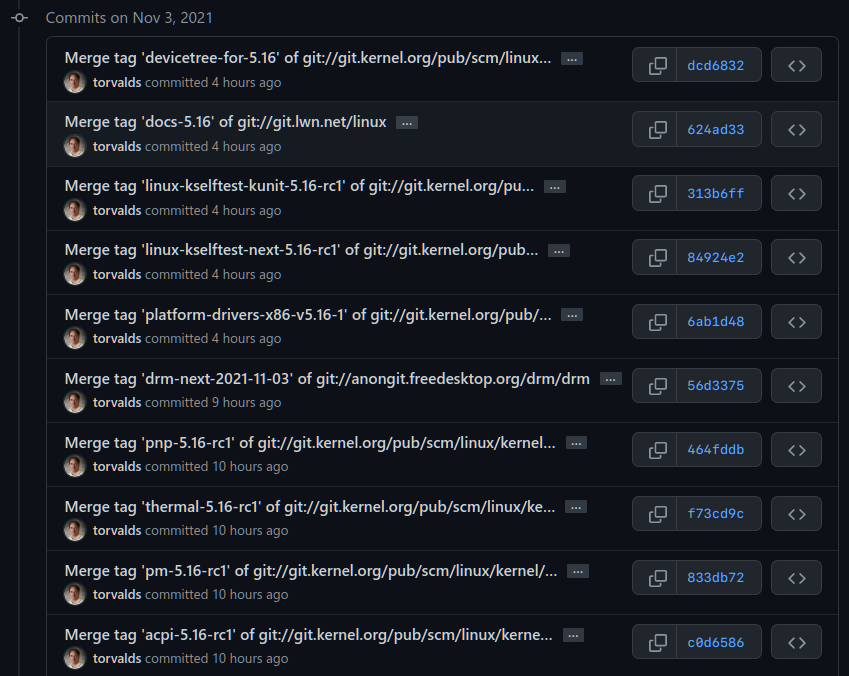 Commits on Nov 3, 2021
Merge tag 'devicetree-for-5.16' of git://git.kernel.org/pub/scm/linux... ...
dcd6832
torvalds committed 4 hours ago
Merge tag 'docs-5.16' of git://git.lwn.net/linux ...
624ad33
torvalds committed 4 hours ago
Merge tag 'linux-kselftest-kunit-5.16-rc1' of git://git.kernel.org/pu... ...
313b6ff
torvalds committed 4 hours ago
Merge tag 'linux-kselftest-next-5.16-rc1' of git://git.kernel.org/pub... ...
84924e2
torvalds committed 4 hours ago
Merge tag 'platform-drivers-x86-v5.16-1' of git://git.kernel.org/pub/... ...
6ab1d48
torvalds committed 4 hours ago
Merge tag 'drm-next-2021-11-03' of git://anongit.freedesktop.org/drm/drm ...
56d3375
torvalds committed 9 hours ago
Merge tag 'pnp-5.16-rc1' of git://git.kernel.org/pub/scm/linux/kernel... ...
464fddb
torvalds committed 10 hours ago
Merge tag 'thermal-5.16-rc1' of git://git.kernel.org/pub/scm/linux/ke... ...
f73cd9c
torvalds committed 10 hours ago
Merge tag 'pm-5.16-rc1' of git://git.kernel.org/pub/scm/linux/kernel/... ...
833db72
torvalds committed 10 hours ago
Merge tag 'acpi-5.16-rc1' of git://git.kernel.org/pub/scm/linux/kerne... ...
c0d6586
torvalds committed 10 hours ago